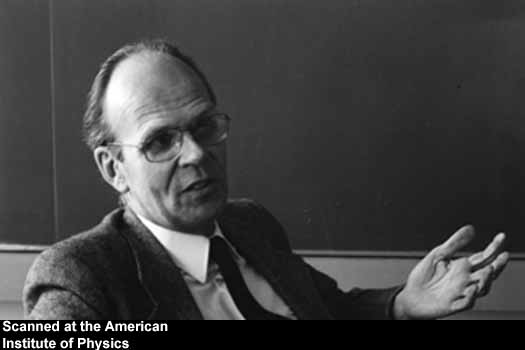 Scanned at the American
Institute of Physics